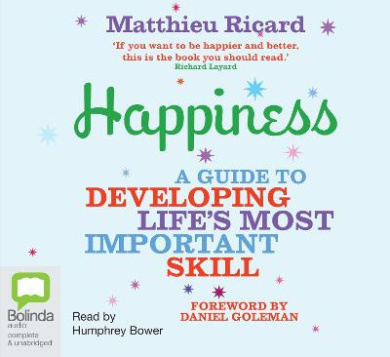 Matthieu Ricard
‘If you want to be happier and better,
this is the book you should read.’
Richard Layard
Happiness
A GUIDE TO
DEVELOPING
LIFE'S MOST
IMPORTANT
SKILL
FOREWORD BY
DANIEL GOLEMAN
Bolinda
audio
complete
& unabridged
Read by
Humphrey Bower